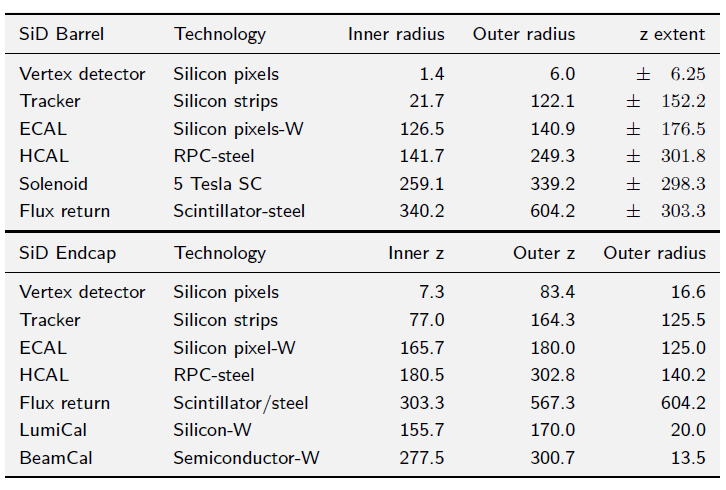 SiD Barrel Technology Inner radius Outer radius z extent
Vertex detector Silicon pixels 1.4 6.0 ± 6.25
Tracker Silicon strips 21.7 122.1 ± 152.2
ECAL Silicon pixels-W 126.5 140.9 ± 176.5
HCAL RPC-steel 141.7 249.3 ± 301.8
Solenoid 5 Tesla SC 259.1 339.2 ± 298.3
Flux return Scintillator-steel 340.2 604.2 ± 303.3
SiD Endcap Technology Inner z Outer z Outer radius
Vertex detector Silicon pixels 7.3 83.4 16.6
Tracker Silicon strips 77.0 164.3 125.5
ECAL Silicon pixel-W 165.7 180.0 125.0
HCAL RPC-steel 180.5 302.8 140.2
Flux return Scintillator/steel 303.3 567.3 604.2
LumiCal Silicon-W 155.7 170.0 20.0
BeamCal Semiconductor-W 277.5 300.7 13.5